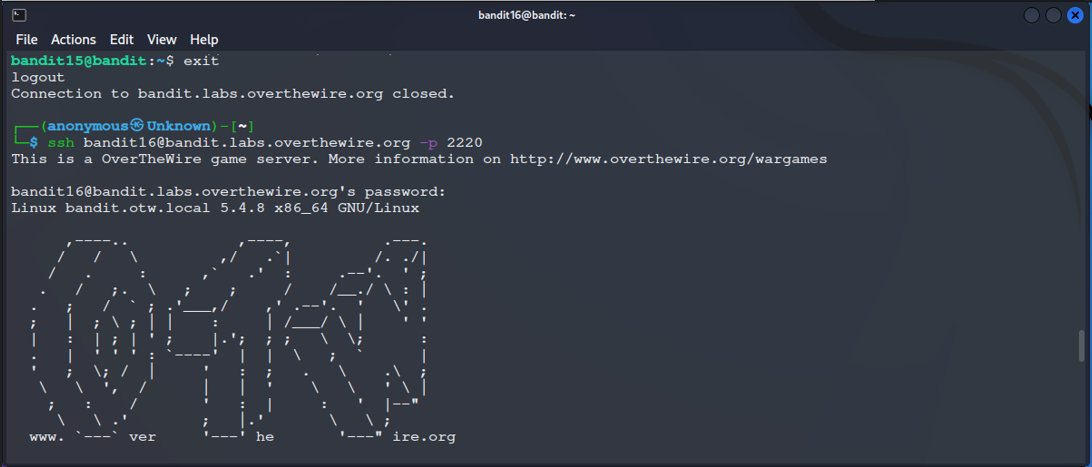 bandit16@bandit: ~
File Actions Edit View Help
bandit15@bandit:~$ exit
logout
Connection to bandit.labs.overthewire.org closed.
┌──(anonymous㉿Unknown)-[~]
└─$ ssh bandit16@bandit.labs.overthewire.org -p 2220
This is a OverTheWire game server. More information on http://www.overthewire.org/wargames
bandit16@bandit.labs.overthewire.org's password:
Linux bandit.otw.local 5.4.8 x86_64 GNU/Linux
      ,----..            ,----,          .---.
     /   /   \         ,/   .`|         /. ./|
    /   .     :      ,`   .'  :     .--'.  ' ;
   .   /   ;.  \   ;    ;     /    /__./ \ : |
  .   ;   /  ` ; .'___,/    ,' .--'.  '   \' .
  ;   |  ; \ ; | |    :     | /___/ \ |    ' '
  |   :  | ; | ' ;    |.';  ; ;   \  \;      :
  .   |  ' ' ' : `----'  |  |  \   ;  `      |
  '   ;  \; /  |     '   :  ;   .   \    .\  ;
   \   \  ',  /      |   |  '    \   \   ' \ |
    ;   :    /       '   :  |     :   '  |--"
     \   \ .'        ;   |.'       \   \ ;
  www. `---` ver     '---' he       '---" ire.org